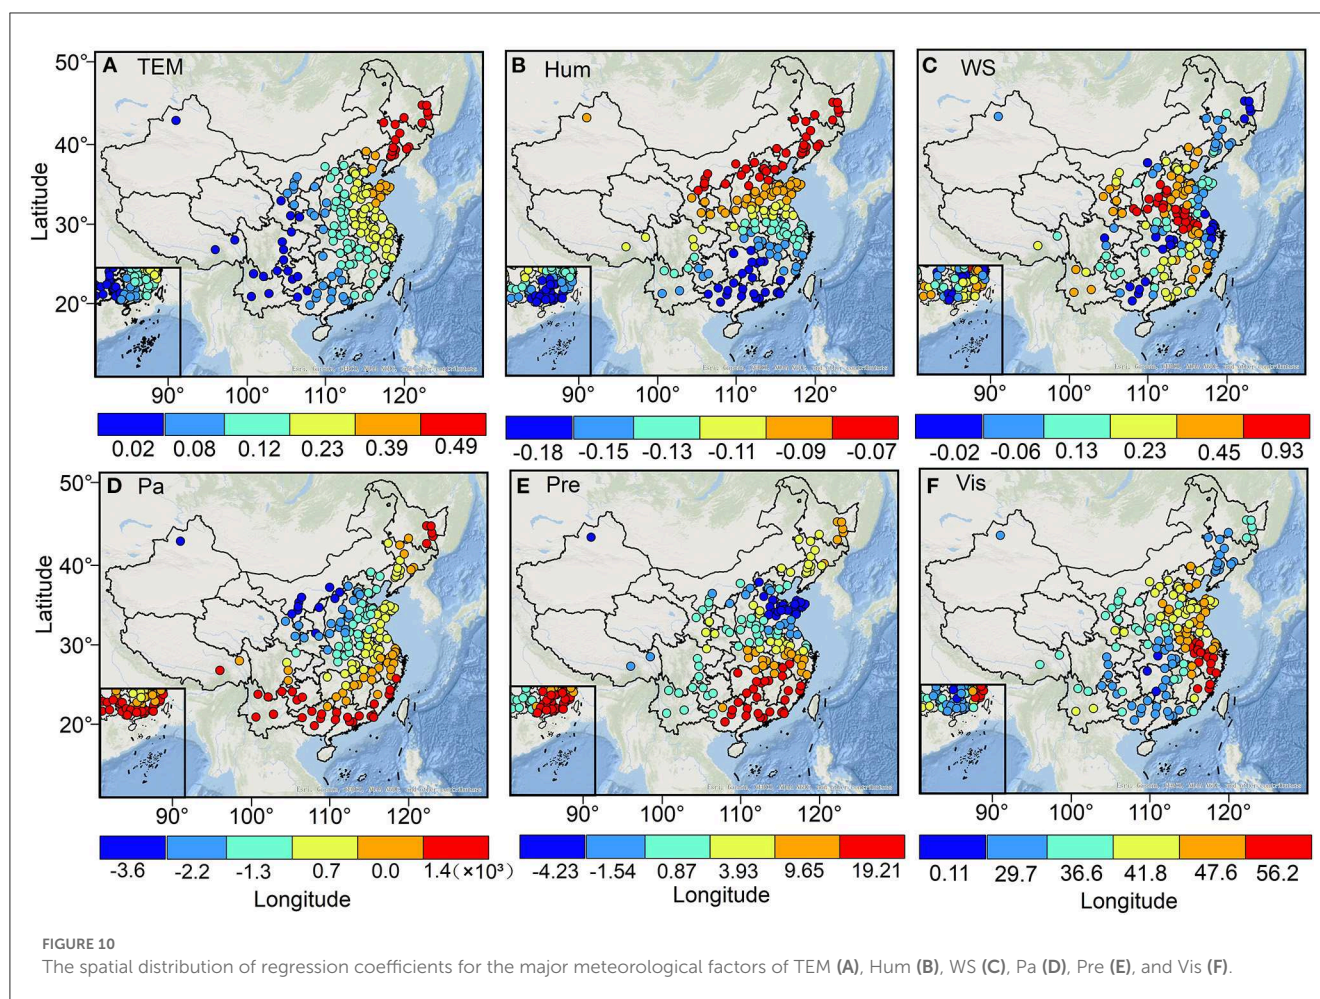 A TEM
B Hum
C WS
50°
40°
30°
20°
Latitude
90° 100° 110° 120°
90° 100° 110° 120°
90° 100° 110° 120°
0.02 0.08 0.12 0.23 0.39 0.49
-0.18 -0.15 -0.13 -0.11 -0.09 -0.07
-0.02 -0.06 0.13 0.23 0.45 0.93
D Pa
E Pre
F Vis
50°
40°
30°
20°
Latitude
90° 100° 110° 120°
90° 100° 110° 120°
90° 100° 110° 120°
-3.6 -2.2 -1.3 0.7 0.0 1.4(×10³)
-4.23 -1.54 0.87 3.93 9.65 19.21
0.11 29.7 36.6 41.8 47.6 56.2
Longitude
Longitude
Longitude
FIGURE 10
The spatial distribution of regression coefficients for the major meteorological factors of TEM (A), Hum (B), WS (C), Pa (D), Pre (E), and Vis (F).